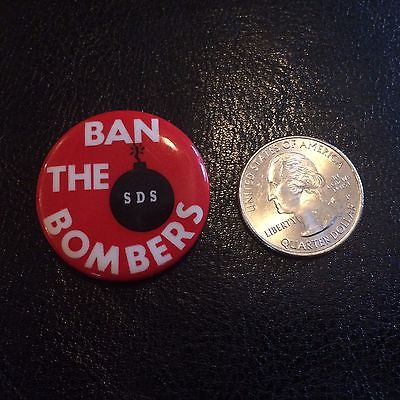 BAN
THE
SDS
BOMBERS
UNITED STATES OF AMERICA
LIBERTY
QUARTER DOLLAR